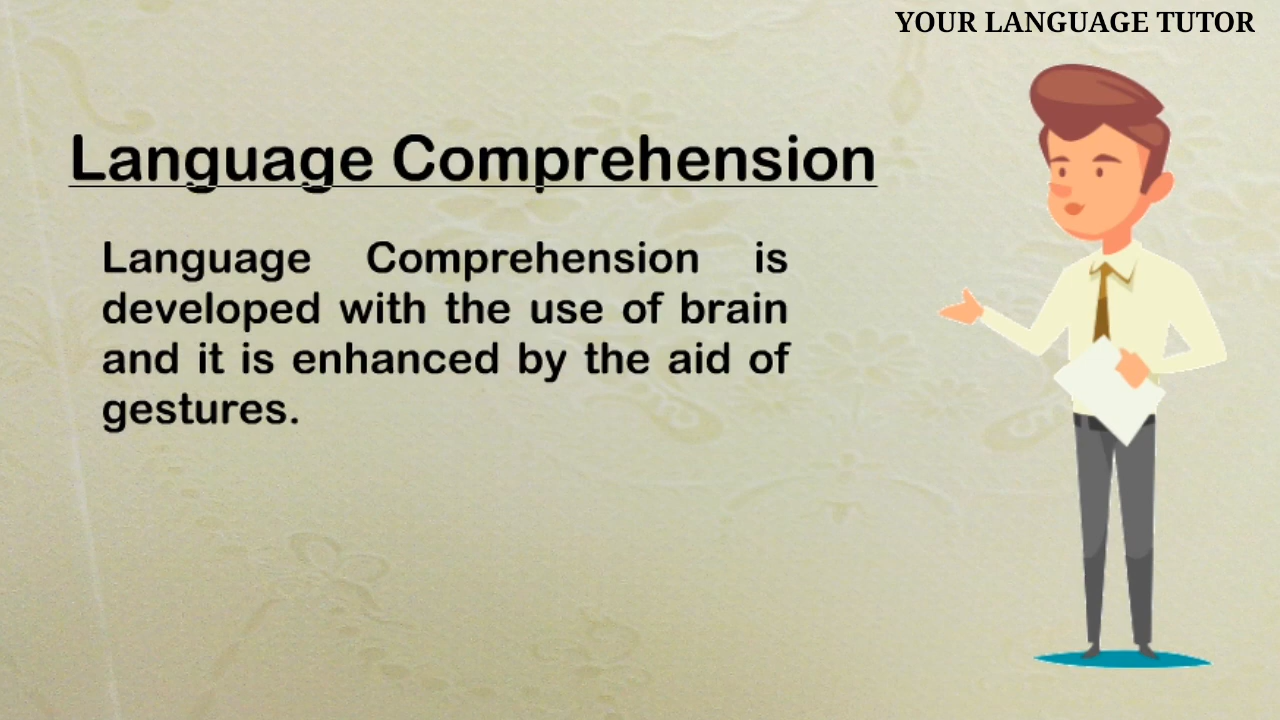 YOUR LANGUAGE TUTOR
Language Comprehension
Language Comprehension is
developed with the use of brain
and it is enhanced by the aid of
gestures.